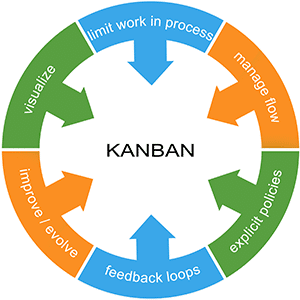 limit work in process
manage flow
explicit policies
feedback loops
improve / evolve
visualize
KANBAN